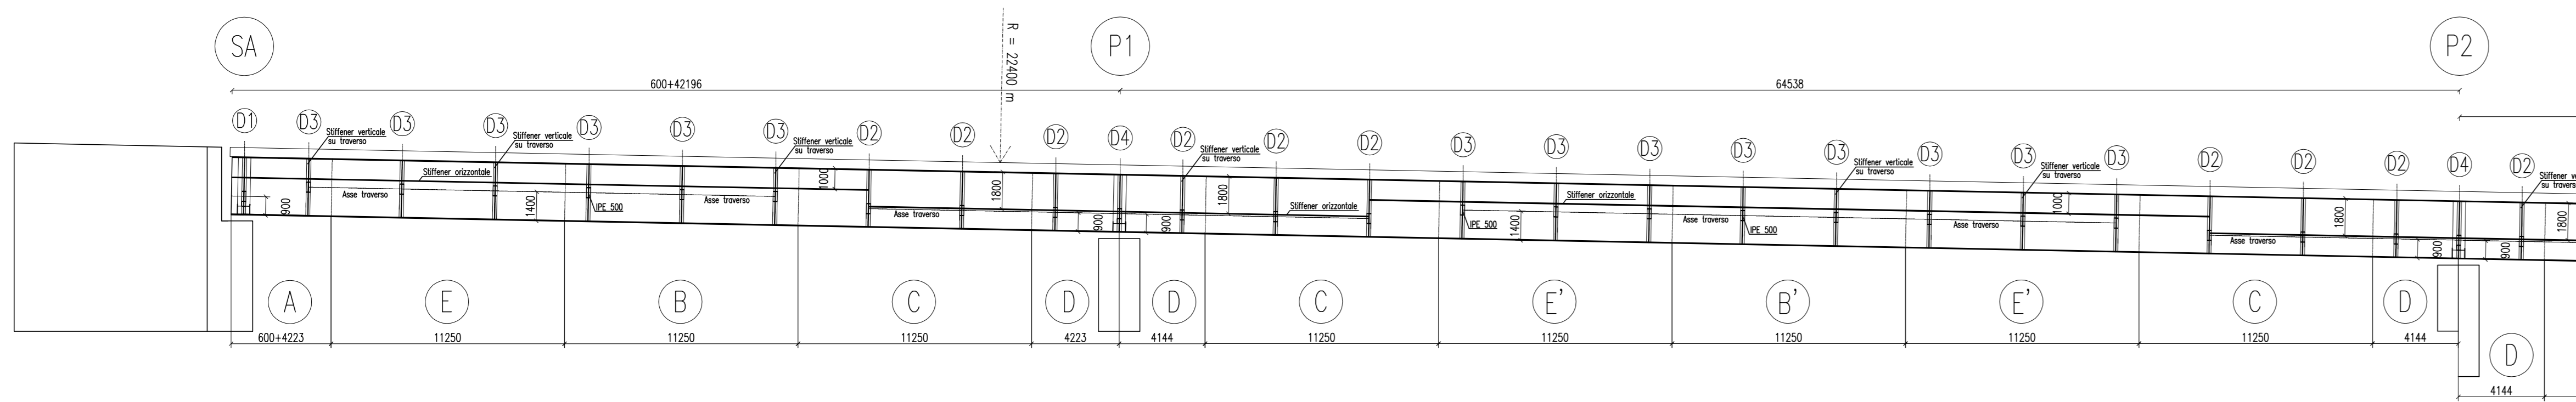 SA
P1
P2
R = 22400 m
600+42196
64538
D1
D3
D3
D3
D3
D3
D3
D2
D2
D2
D4
D2
D2
D2
D3
D3
D3
D3
D3
D3
D3
D3
D2
D2
D2
D4
D2
Stiffener verticale
su traverso
Stiffener verticale
su traverso
Stiffener verticale
su traverso
Stiffener verticale
su traverso
Stiffener verticale
su traverso
Stiffener verticale
su traverso
Stiffener
su traverso
Stiffener orizzontale
Stiffener orizzontale
Stiffener orizzontale
900
Asse traverso
1400
IPE 500
Asse traverso
1000
Asse traverso
1800
900
900
1800
IPE 500
1400
Asse traverso
IPE 500
Asse traverso
1000
Asse traverso
1800
900
900
1800
A
E
B
C
D
D
C
E'
B'
E'
C
D
D
600+4223
11250
11250
11250
4223
4144
11250
11250
11250
11250
11250
4144
4144